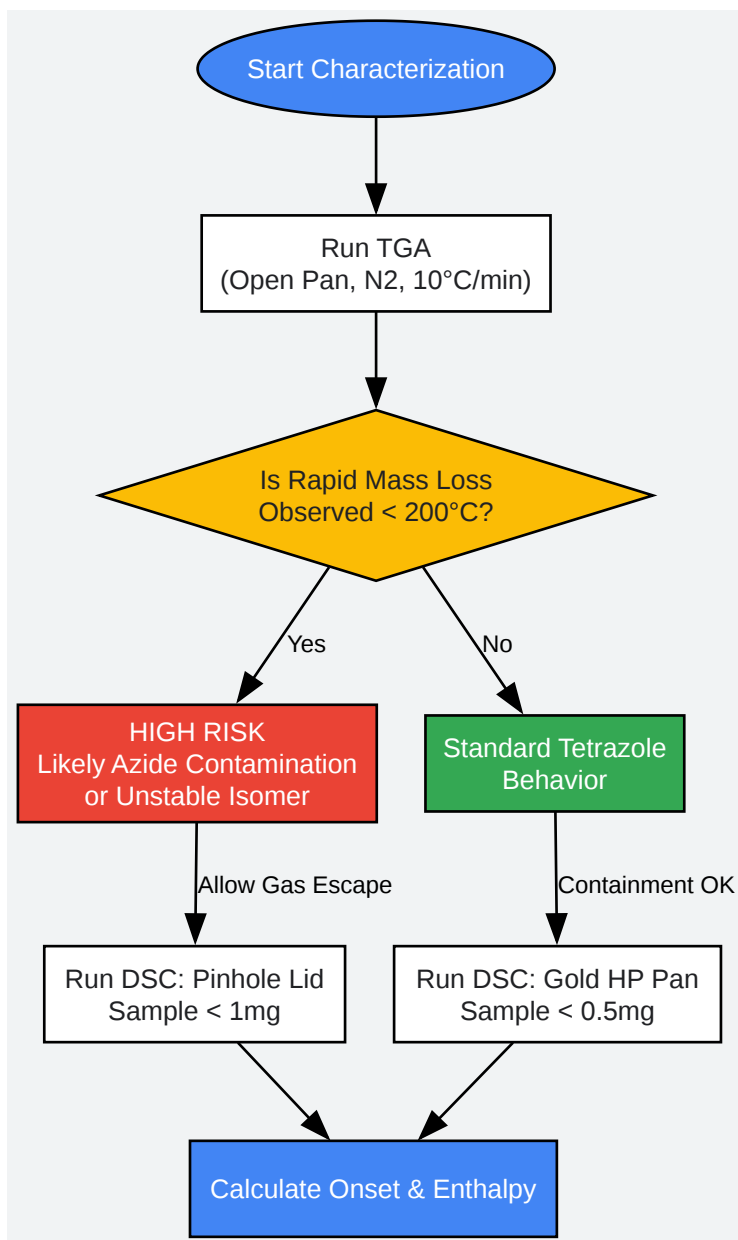 Start Characterization
Run TGA
(Open Pan, N2, 10°C/min)
Is Rapid Mass Loss
Observed < 200°C?
Yes
No
HIGH RISK
Likely Azide Contamination
or Unstable Isomer
Standard Tetrazole
Behavior
Allow Gas Escape
Containment OK
Run DSC: Pinhole Lid
Sample < 1mg
Run DSC: Gold HP Pan
Sample < 0.5mg
Calculate Onset & Enthalpy